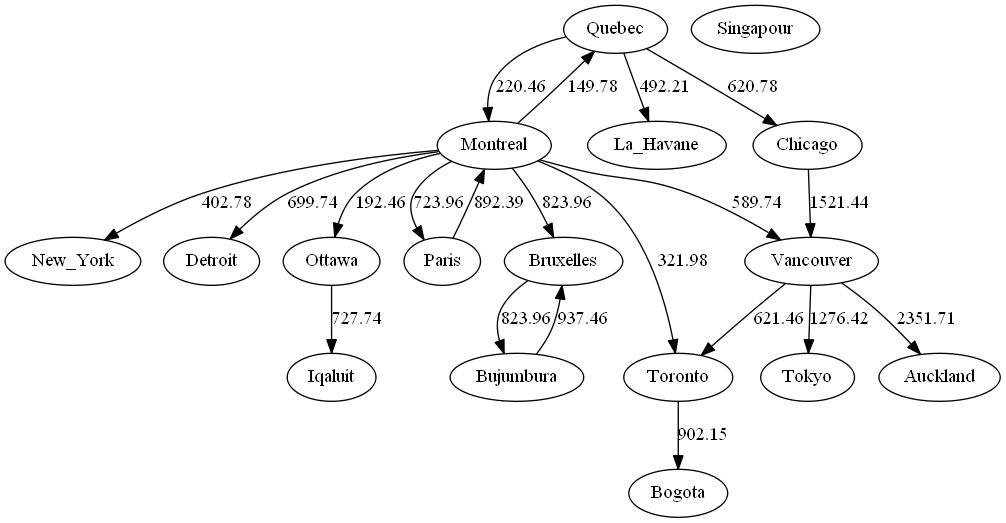 Quebec Singapour
220.46 149.78 492.21 620.78
Montreal La_Havane Chicago
402.78 699.74 192.46 723.96 892.39 823.96 589.74 1521.44
New_York Detroit Ottawa Paris Bruxelles 321.98 Vancouver
727.74 823.96 937.46 621.46 1276.42 2351.71
Iqaluit Bujumbura Toronto Tokyo Auckland
902.15
Bogota